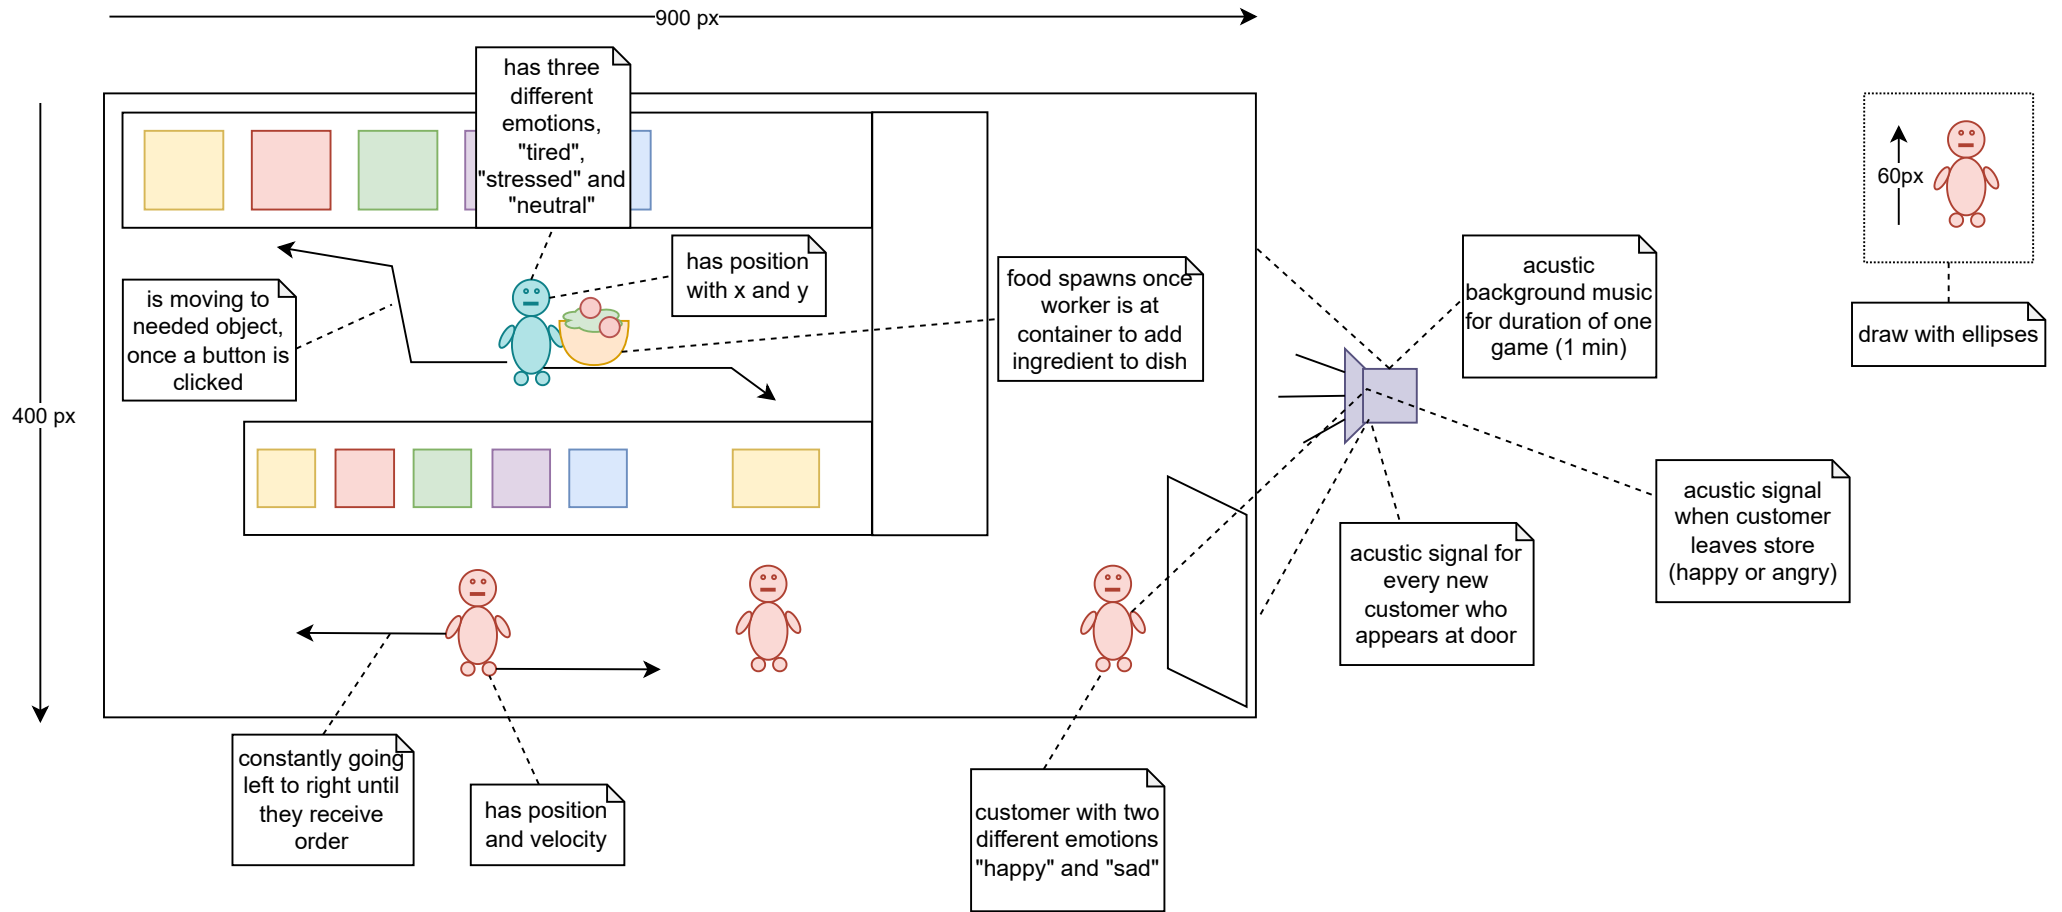 900 px
has three
different
emotions,
"tired",
"stressed" and
"neutral"
60px
has position
with x and y
food spawns once
worker is at
container to add
ingredient to dish
acustic
background music
for duration of one
game (1 min)
draw with ellipses
is moving to
needed object,
once a button is
clicked
400 px
acustic signal
when customer
leaves store
(happy or angry)
acustic signal for
every new
customer who
appears at door
constantly going
left to right until
they receive
order
has position
and velocity
customer with two
different emotions
"happy" and "sad"